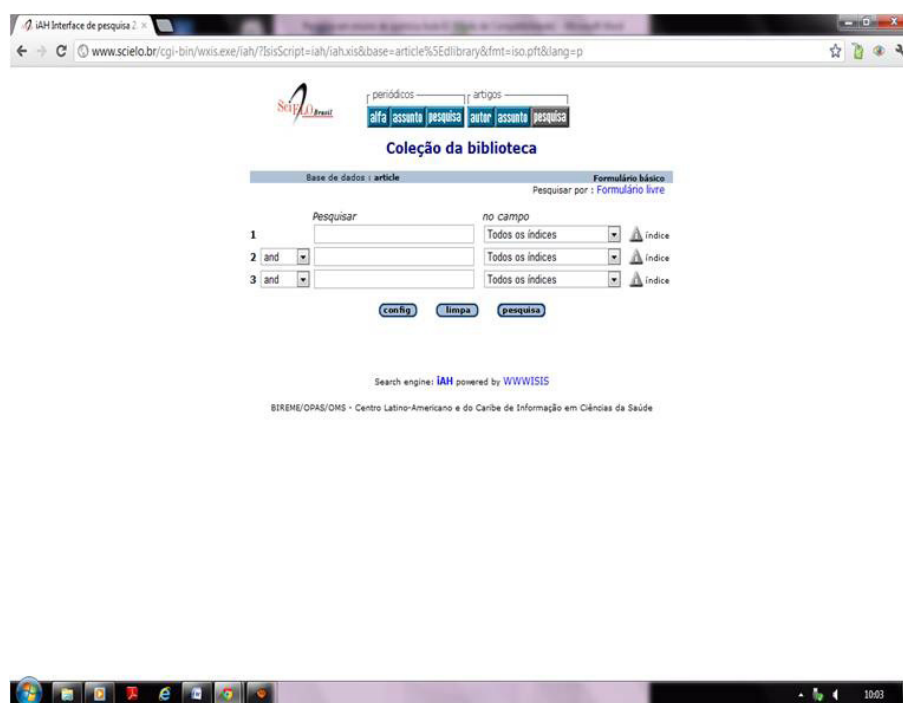 iAH Interface de pesquisa 2.
www.scielo.br/cgi-bin/wxis.exe/iah/?IsisScript=iah/iah.xis&base=article%5Edlibrary&fmt=iso.pft&lang=p
SciELO Brasil
periódicos artigos
alfa assunto pesquisa autor assunto pesquisa
Coleção da biblioteca
Base de dados : article Formulário básico
Pesquisar por : Formulário livre
Pesquisar no campo
1 Todos os índices índice
2 and Todos os índices índice
3 and Todos os índices índice
config limpa pesquisa
Search engine: iAH powered by WWWISIS
BIREME/OPAS/OMS - Centro Latino-Americano e do Caribe de Informação em Ciências da Saúde
10:03